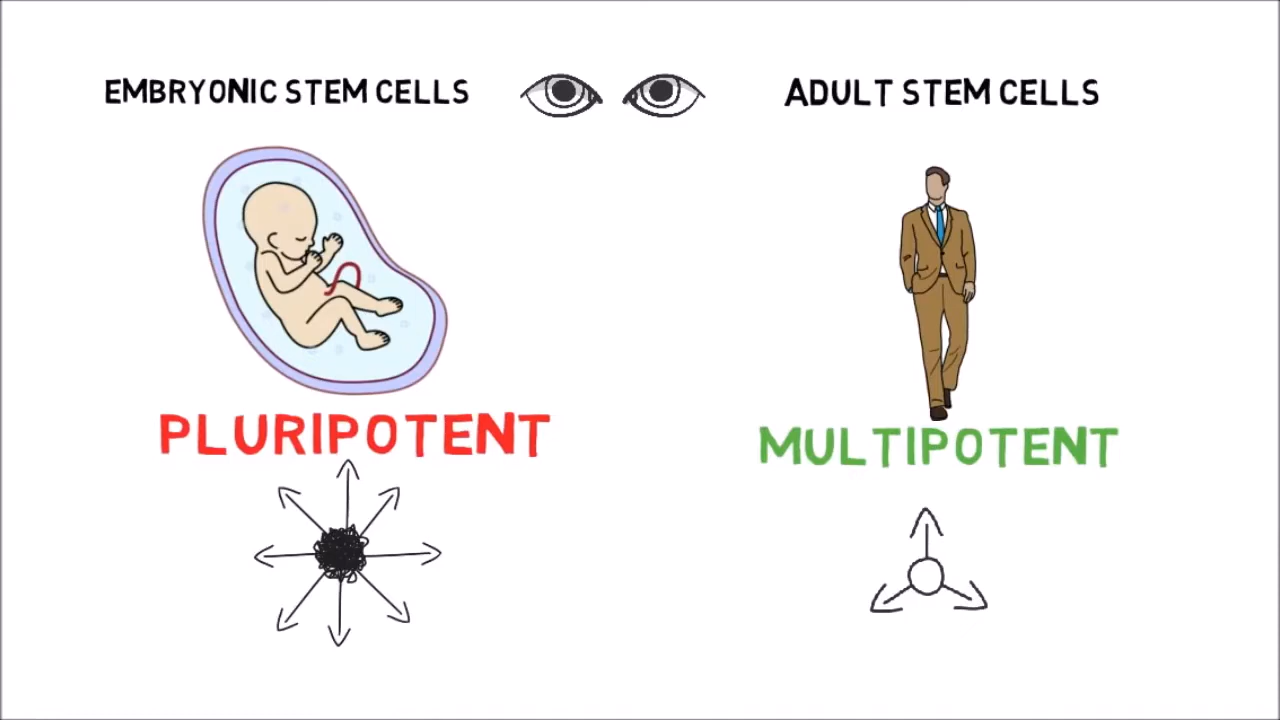 EMBRYONIC STEM CELLS
ADULT STEM CELLS
PLURIPOTENT
MULTIPOTENT